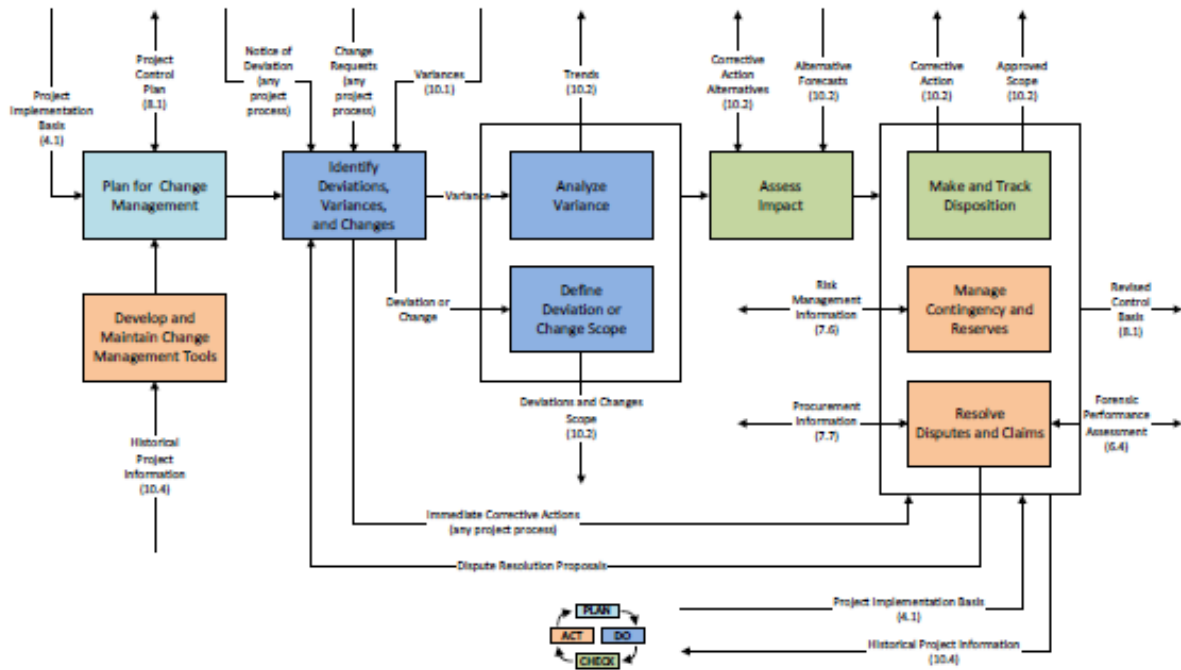 Project
Implementation
Basis
(4.1)
Project
Control
Plan
(8.1)
Notice of
Deviation (any
project
process)
Change
Requests (any
project
process)
Variances
(10.1)
Trends
(10.2)
Corrective
Action
Alternatives
(10.2)
Alternative
Forecasts
(10.2)
Corrective
Action
(10.2)
Approved
Scope
(10.2)
Plan for Change
Management
Identify
Deviations,
Variances,
and Changes
Variance
Analyze
Variance
Assess
Impact
Make and Track
Disposition
Develop and
Maintain Change
Management Tools
Deviation or
Change
Define
Deviation or
Change Scope
Risk
Management
Information
(7.6)
Manage
Contingency and
Reserves
Revised
Control
Basis
(8.1)
Deviations and Changes
Scope
(10.2)
Procurement
Information
(7.7)
Resolve
Disputes and Claims
Forensic
Performance
Assessment
(6.4)
Historical
Project
Information
(10.4)
Immediate Corrective Actions
(any project process)
Dispute Resolution Proposals
PLAN
ACT
DO
CHECK
Project Implementation Basis
(4.1)
Historical Project Information
(10.4)